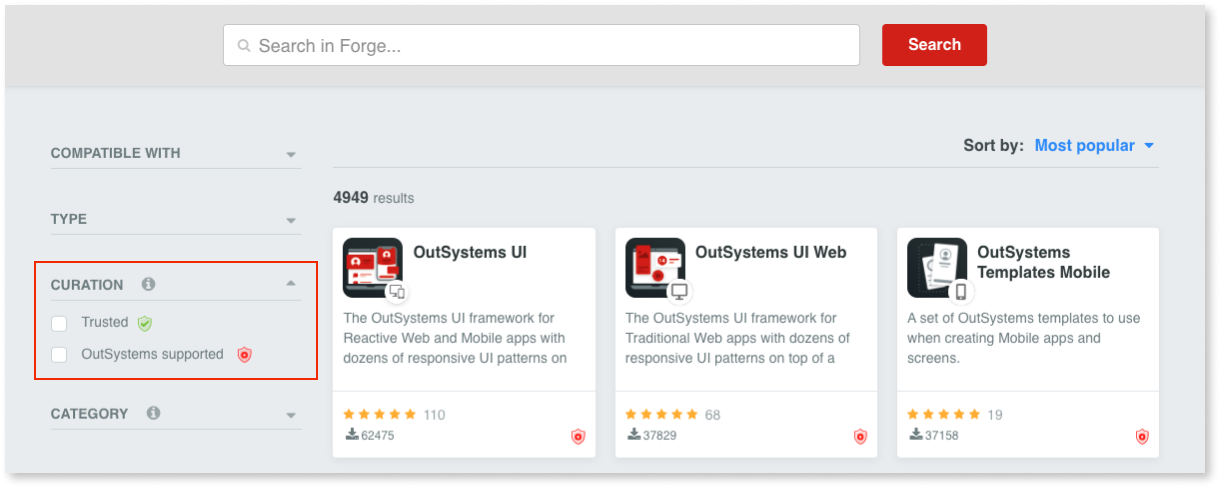 Search in Forge...
Search
COMPATIBLE WITH
TYPE
CURATION
Trusted
OutSystems supported
CATEGORY
Sort by: Most popular
4949 results
OutSystems UI
The OutSystems UI framework for
Reactive Web and Mobile apps with
dozens of responsive UI patterns on
110
62475
OutSystems UI Web
The OutSystems UI framework for
Traditional Web apps with dozens of
responsive UI patterns on top of a
68
37829
OutSystems
Templates Mobile
A set of OutSystems templates to use
when creating Mobile apps and
screens.
19
37158